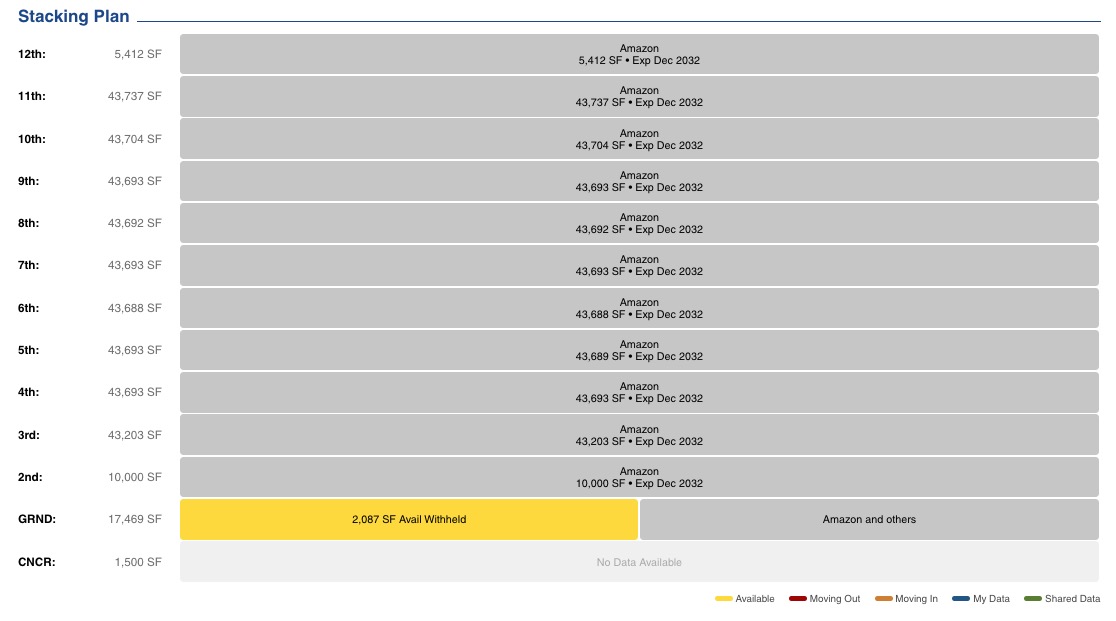 Stacking Plan
12th: 5,412 SF
Amazon
5,412 SF • Exp Dec 2032
11th: 43,737 SF
Amazon
43,737 SF • Exp Dec 2032
10th: 43,704 SF
Amazon
43,704 SF • Exp Dec 2032
9th: 43,693 SF
Amazon
43,693 SF • Exp Dec 2032
8th: 43,692 SF
Amazon
43,692 SF • Exp Dec 2032
7th: 43,693 SF
Amazon
43,693 SF • Exp Dec 2032
6th: 43,688 SF
Amazon
43,688 SF • Exp Dec 2032
5th: 43,693 SF
Amazon
43,689 SF • Exp Dec 2032
4th: 43,693 SF
Amazon
43,693 SF • Exp Dec 2032
3rd: 43,203 SF
Amazon
43,203 SF • Exp Dec 2032
2nd: 10,000 SF
Amazon
10,000 SF • Exp Dec 2032
GRND: 17,469 SF 2,087 SF Avail Withheld Amazon and others
CNCR: 1,500 SF No Data Available
Available Moving Out Moving In My Data Shared Data